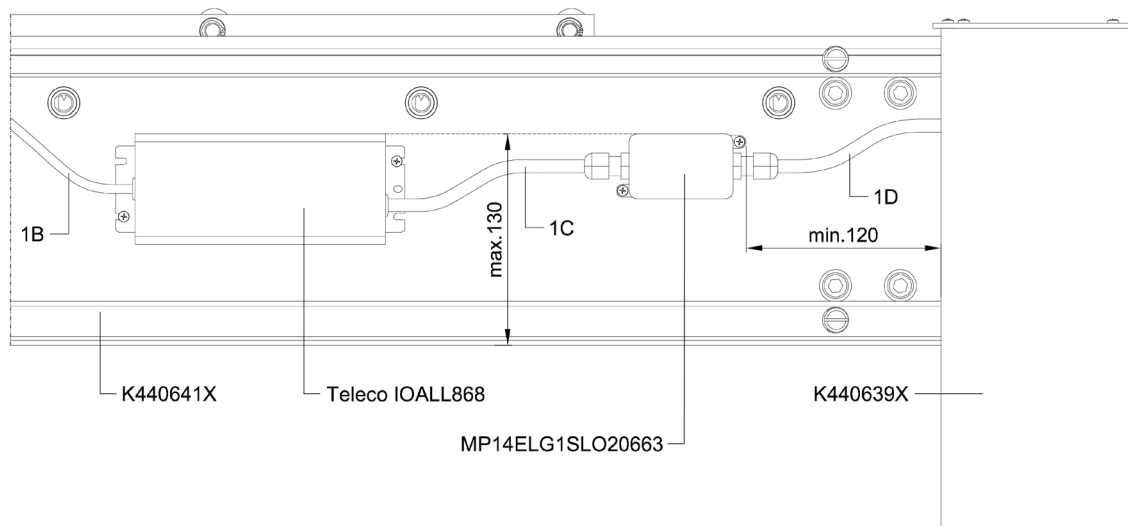 1B
max.130
1C
1D
min.120
K440641X
Teleco IOALL868
K440639X
MP14ELG1SLO20663